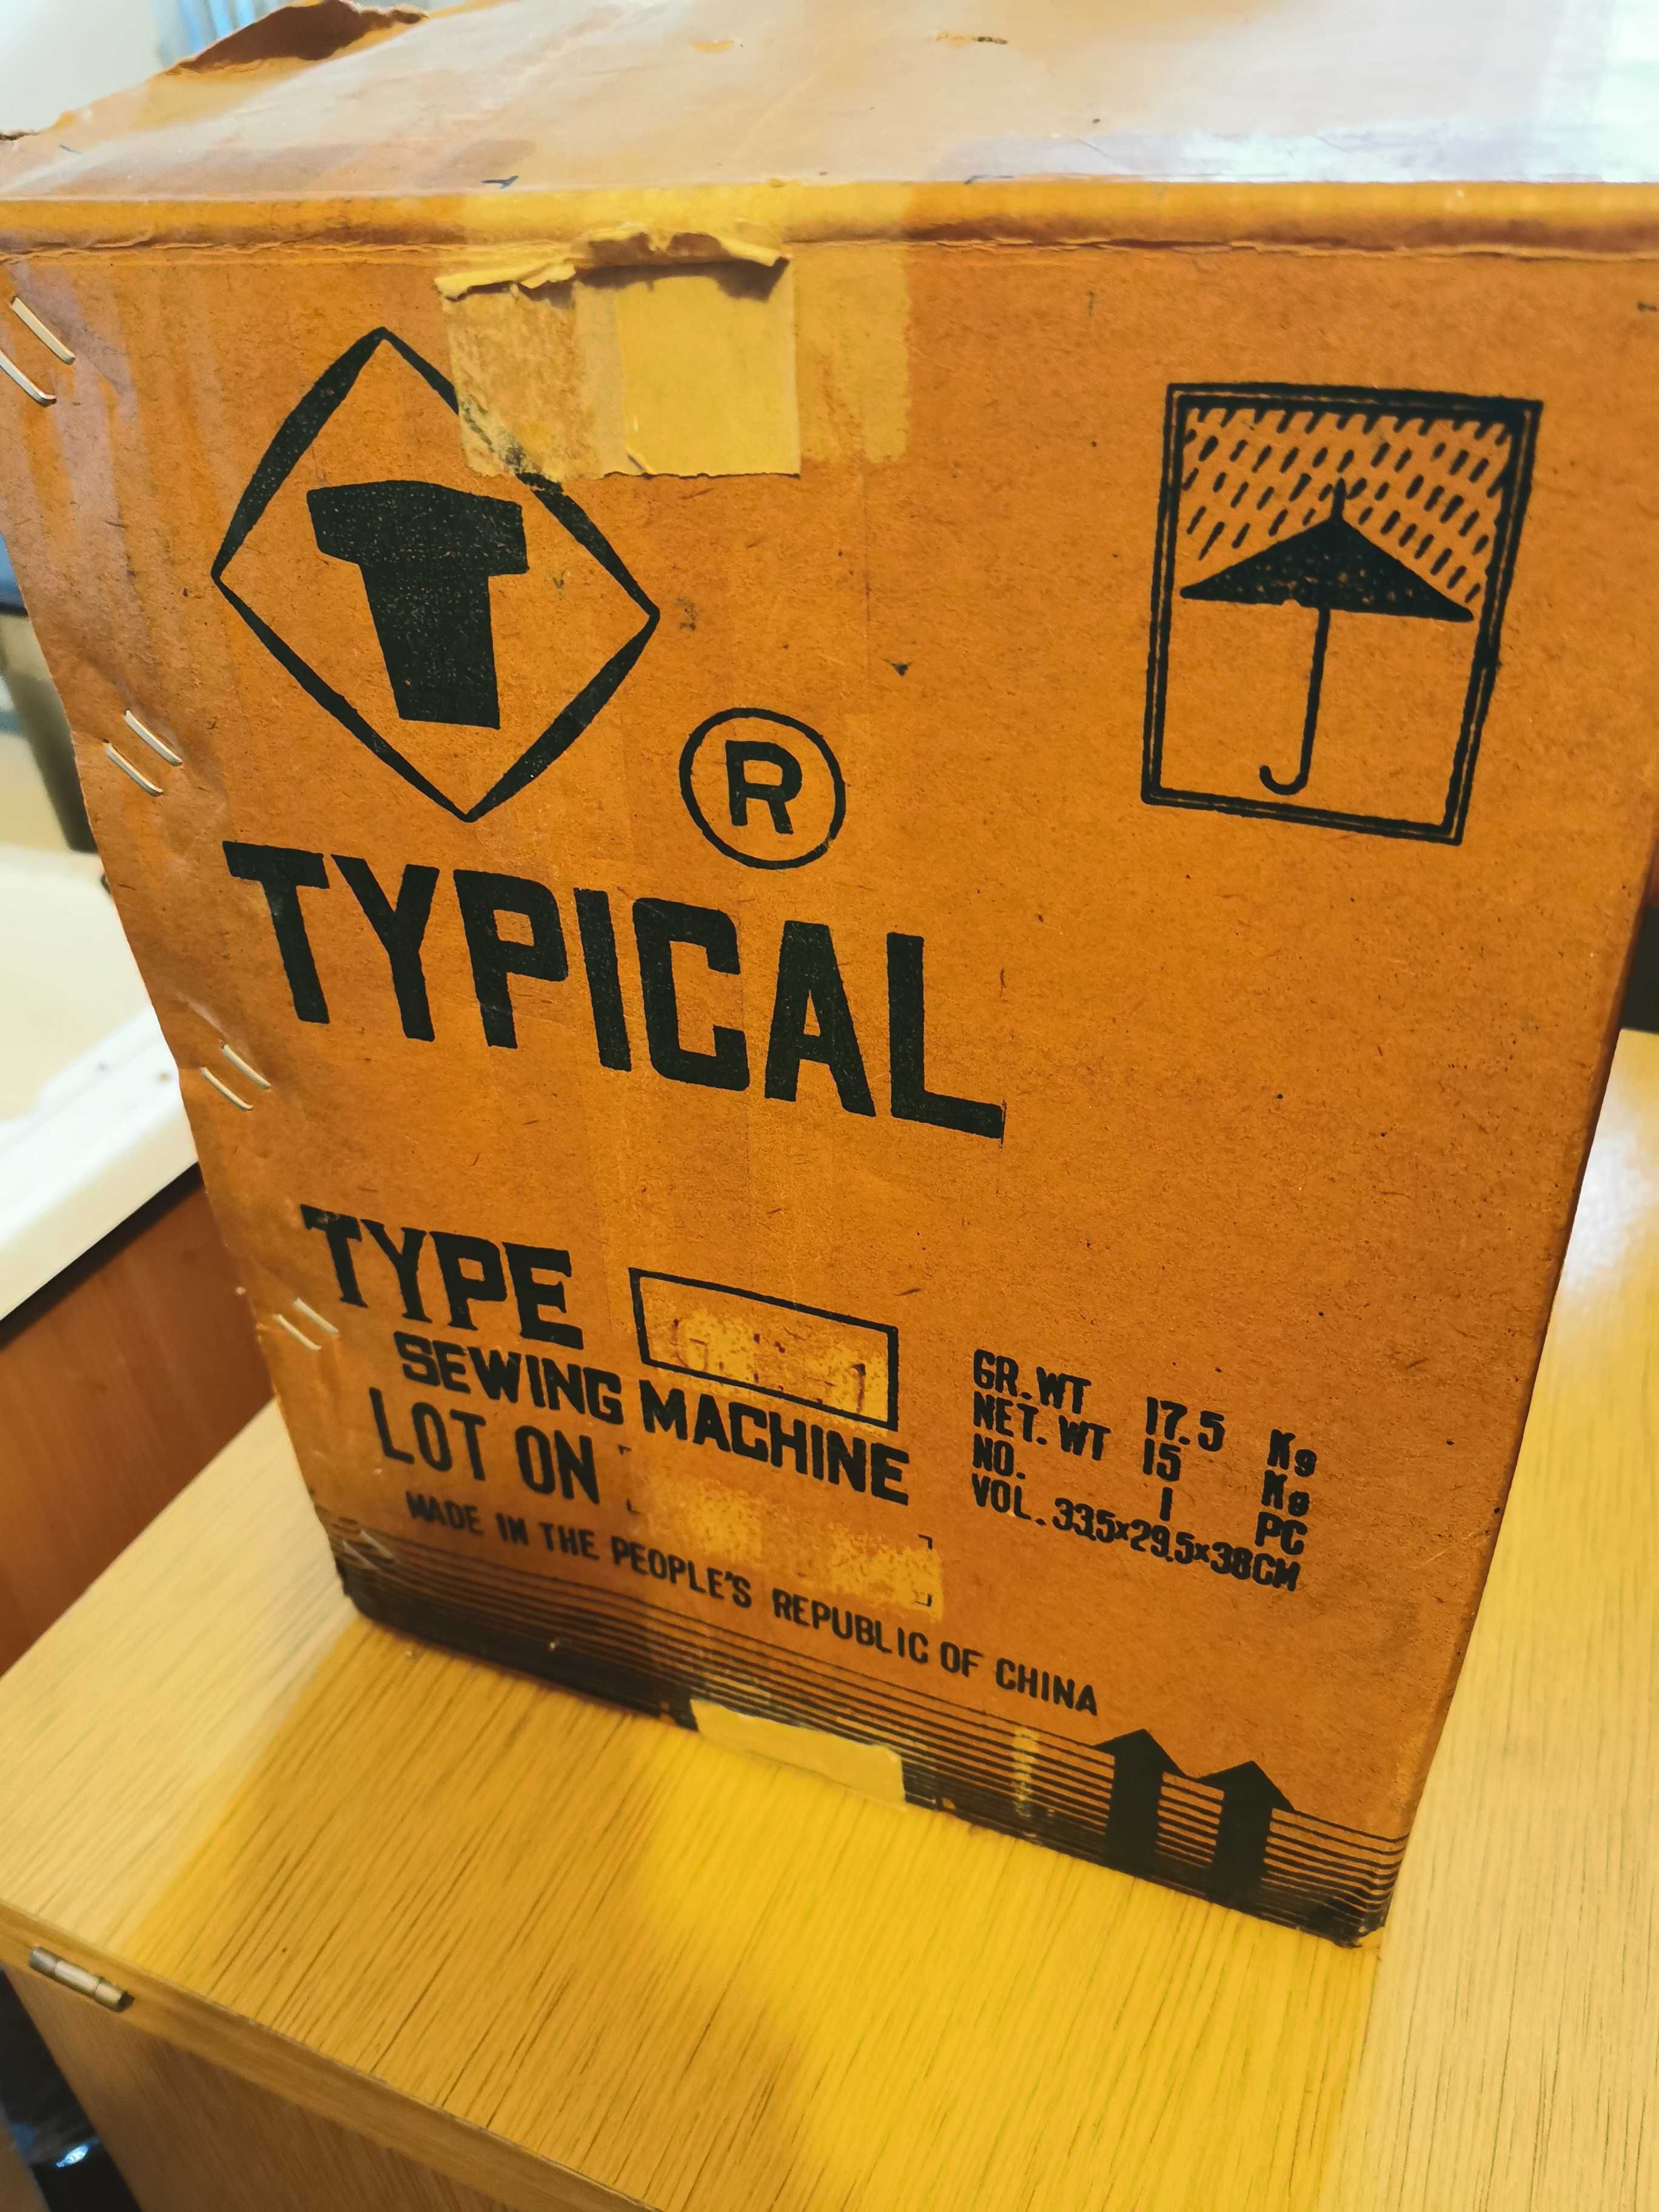 T
®
TYPICAL
TYPE
SEWING MACHINE
LOT ON
MADE IN THE PEOPLE'S REPUBLIC OF CHINA
GR.WT 17.5 Kg
NET.WT 15 Kg
NO. 1 PC
VOL.33.5×29.5×38CM